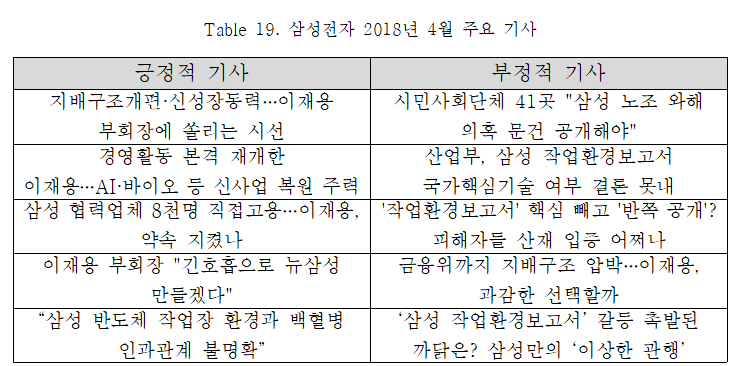 Table 19. 삼성전자 2018년 4월 주요 기사
긍정적 기사
부정적 기사
지배구조개편·신성장동력…이재용
부회장에 쏠리는 시선
시민사회단체 41곳 "삼성 노조 와해
의혹 문건 공개해야"
경영활동 본격 재개한
이재용…AI·바이오 등 신사업 복원 주력
산업부, 삼성 작업환경보고서
국가핵심기술 여부 결론 못내
삼성 협력업체 8천명 직접고용…이재용,
약속 지켰나
'작업환경보고서' 핵심 빼고 '반쪽 공개'?
피해자들 산재 입증 어쩌나
이재용 부회장 "긴호흡으로 뉴삼성
만들겠다"
금융위까지 지배구조 압박…이재용,
과감한 선택할까
“삼성 반도체 작업장 환경과 백혈병
인과관계 불명확”
‘삼성 작업환경보고서’ 갈등 촉발된
까닭은? 삼성만의 ‘이상한 관행’